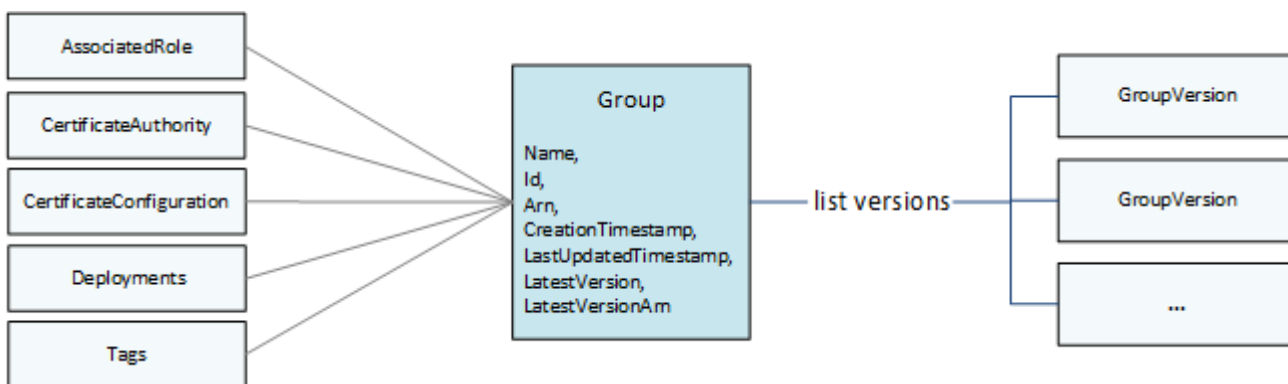 AssociatedRole
CertificateAuthority
CertificateConfiguration
Deployments
Tags
Group
Name,
Id,
Arn,
CreationTimestamp,
LastUpdatedTimestamp,
LatestVersion,
LatestVersionArn
list versions
GroupVersion
GroupVersion
...